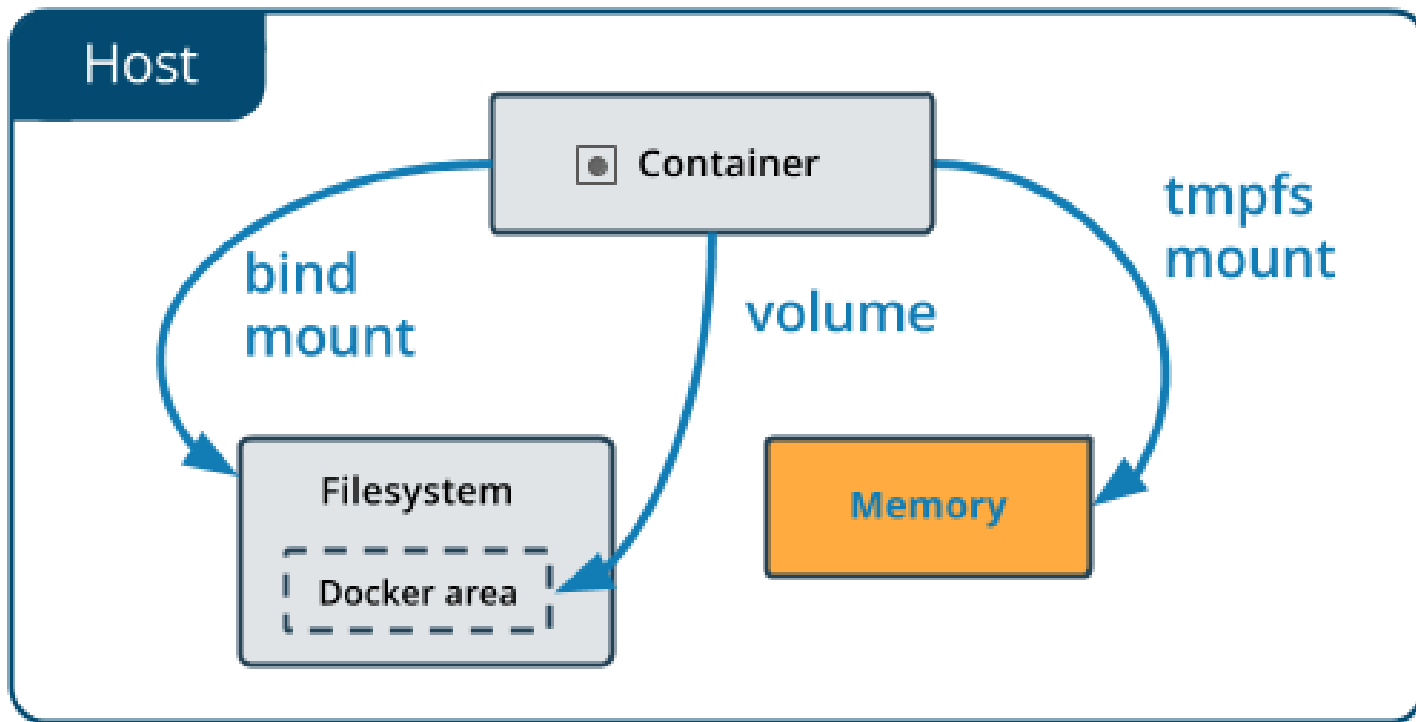 Host
Container
tmpfs
mount
bind
mount
volume
Filesystem
Memory
Docker area